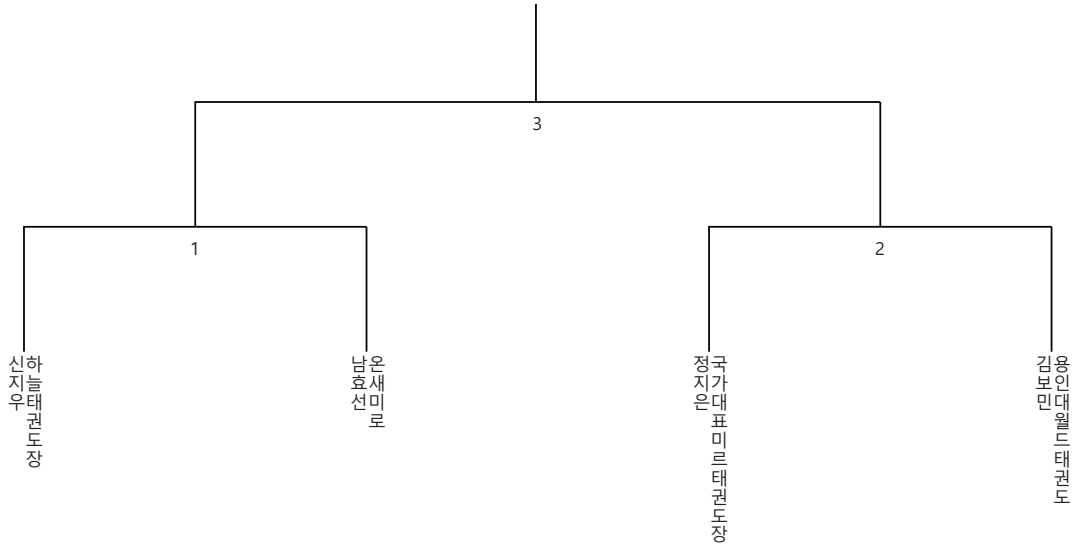 3
1
2
신지우
하늘태권도장
남효선
온새미로
정지은
국가대표미르태권도장
김보민
용인대월드태권도